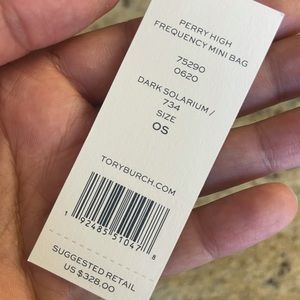 PERRY HIGH
FREQUENCY MINI BAG
75290
0620
DARK SOLARIUM /
734
SIZE
OS
TORYBURCH.COM
1 92485 51047 8
SUGGESTED RETAIL
US $328.00